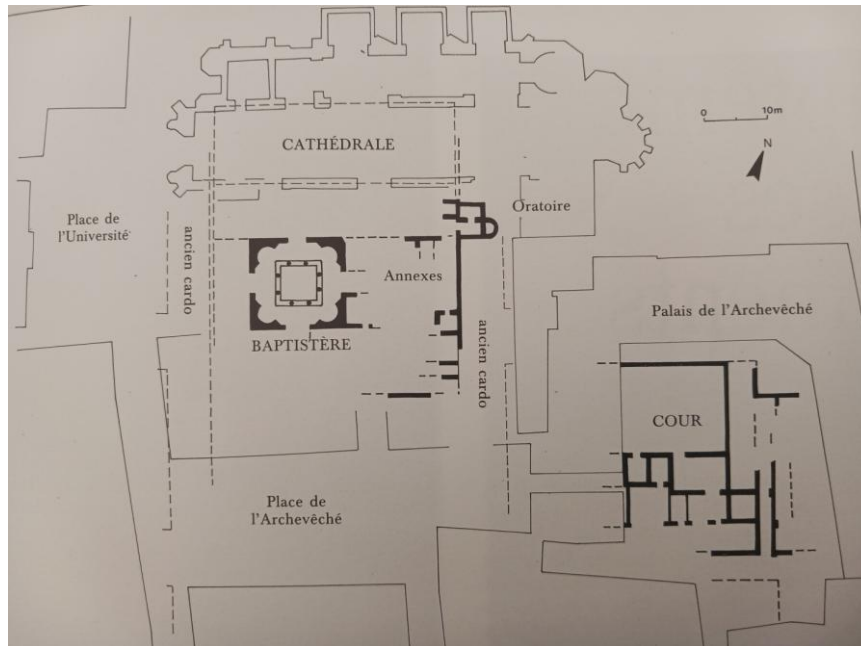 0 10m
N
CATHÉDRALE
Oratoire
Place de
l'Université
ancien cardo
Annexes
Palais de l'Archevêché
BAPTISTÈRE
ancien cardo
COUR
Place de
l'Archevêché